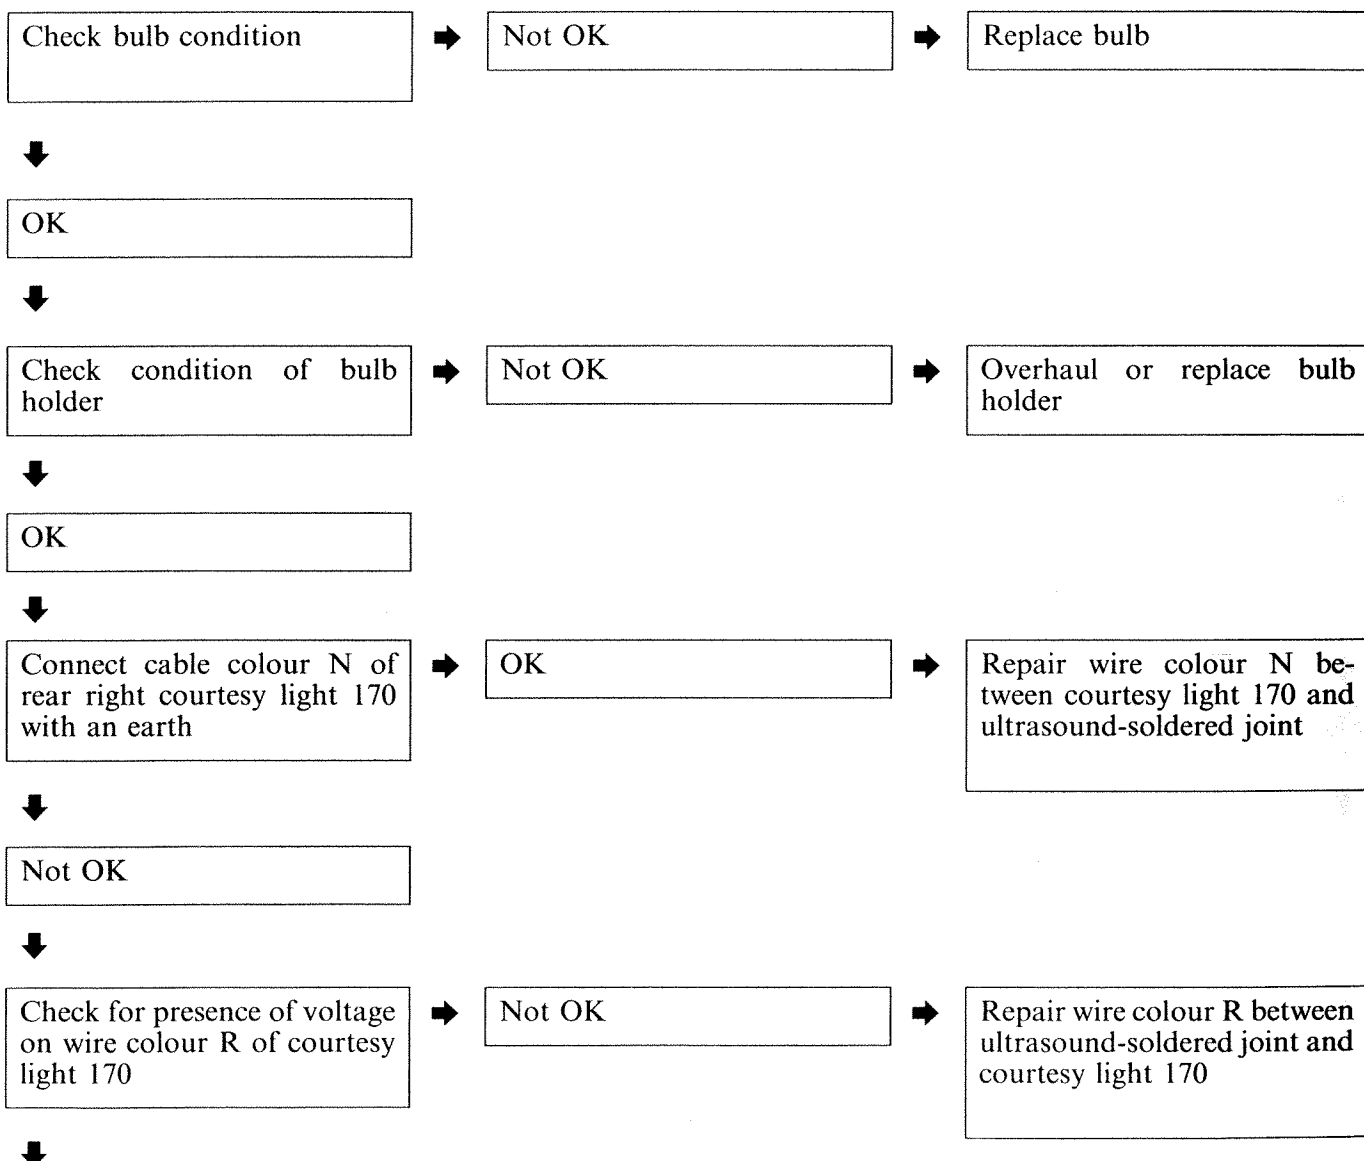 Check bulb condition
Not OK
Replace bulb
OK
Check condition of bulb
holder
Not OK
Overhaul or replace bulb
holder
OK
Connect cable colour N of
rear right courtesy light 170
with an earth
OK
Repair wire colour N be-
tween courtesy light 170 and
ultrasound-soldered joint
Not OK
Check for presence of voltage
on wire colour R of courtesy
light 170
Not OK
Repair wire colour R between
ultrasound-soldered joint and
courtesy light 170